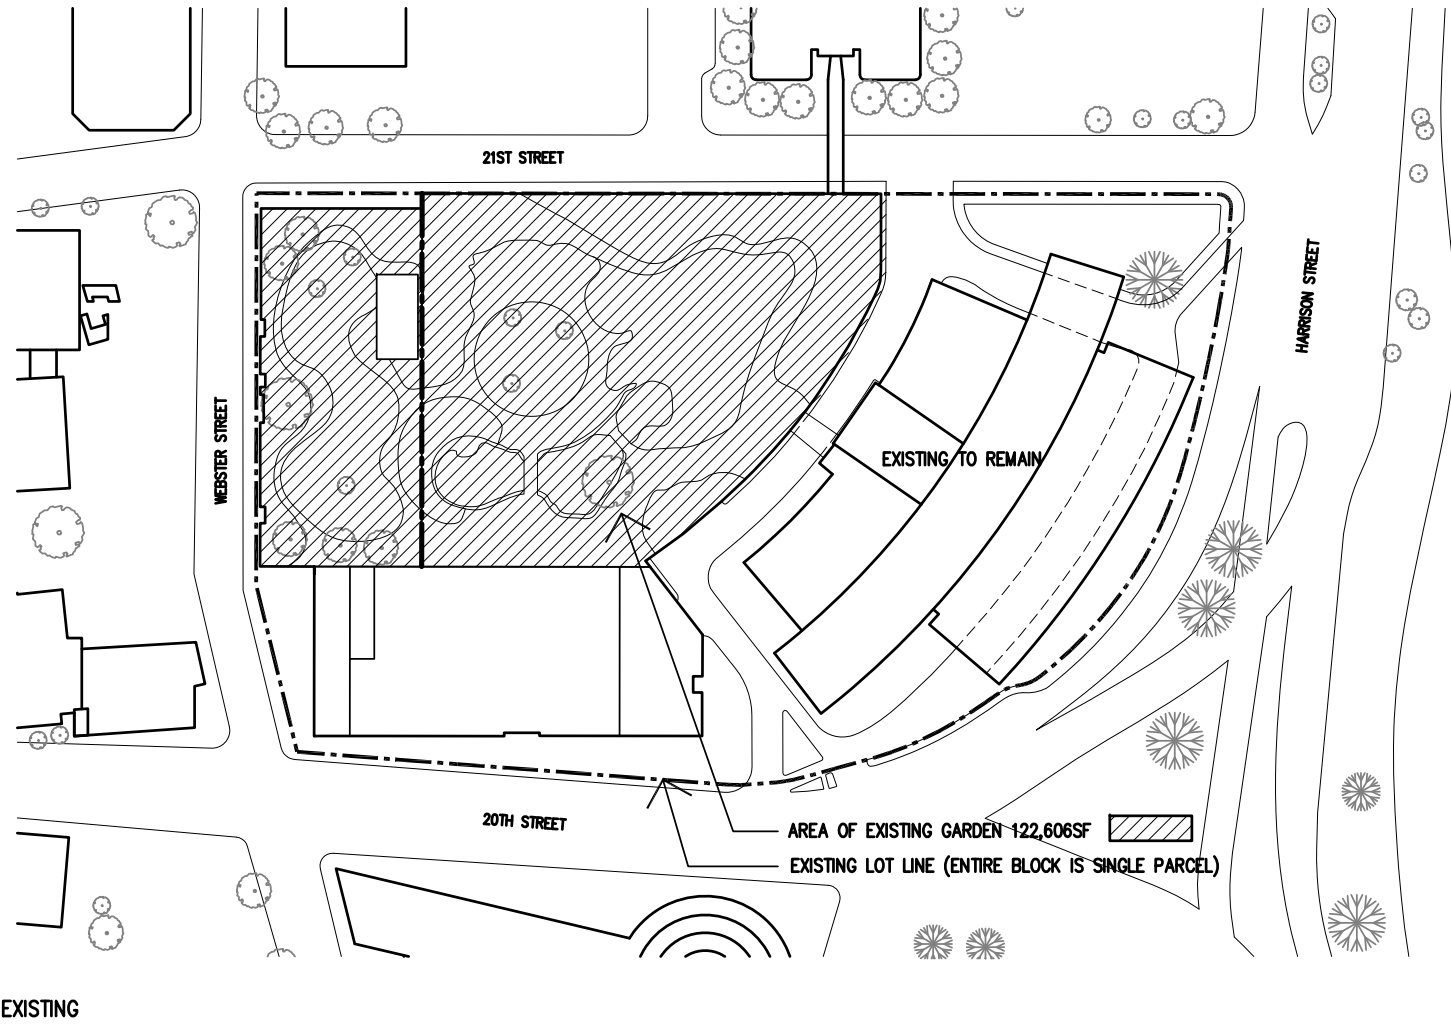 21ST STREET
HARRISON STREET
WEBSTER STREET
EXISTING TO REMAIN
20TH STREET
AREA OF EXISTING GARDEN 122,606SF
EXISTING LOT LINE (ENTIRE BLOCK IS SINGLE PARCEL)
EXISTING